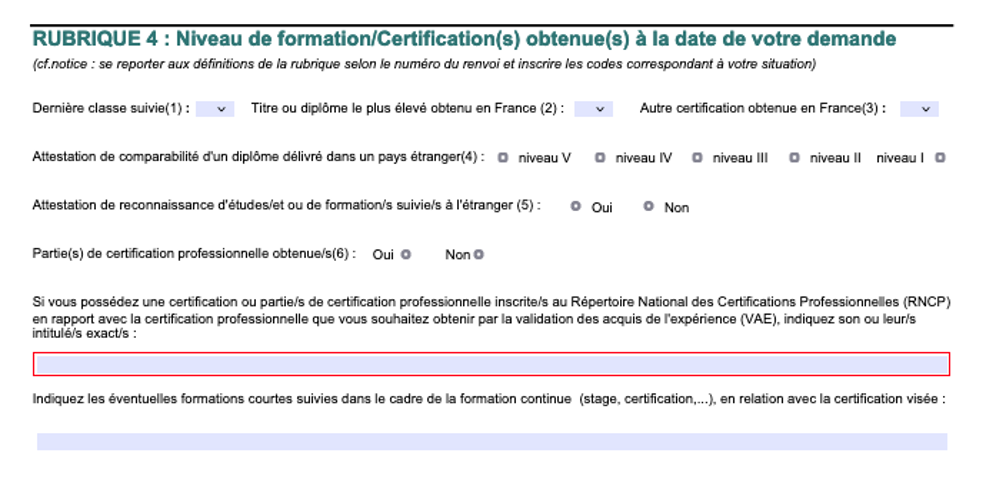 RUBRIQUE 4 : Niveau de formation/Certification(s) obtenue(s) à la date de votre demande
(cf.notice : se reporter aux définitions de la rubrique selon le numéro du renvoi et inscrire les codes correspondant à votre situation)
Dernière classe suivie(1) : Titre ou diplôme le plus élevé obtenu en France (2) : Autre certification obtenue en France(3) :
Attestation de comparabilité d'un diplôme délivré dans un pays étranger(4) : niveau V niveau IV niveau III niveau II niveau I
Attestation de reconnaissance d'études/et ou de formation/s suivie/s à l'étranger (5) : Oui Non
Partie(s) de certification professionnelle obtenue/s(6) : Oui Non
Si vous possédez une certification ou partie/s de certification professionnelle inscrite/s au Répertoire National des Certifications Professionnelles (RNCP)
en rapport avec la certification professionnelle que vous souhaitez obtenir par la validation des acquis de l'expérience (VAE), indiquez son ou leur/s
intitulé/s exact/s :
Indiquez les éventuelles formations courtes suivies dans le cadre de la formation continue (stage, certification,...), en relation avec la certification visée :